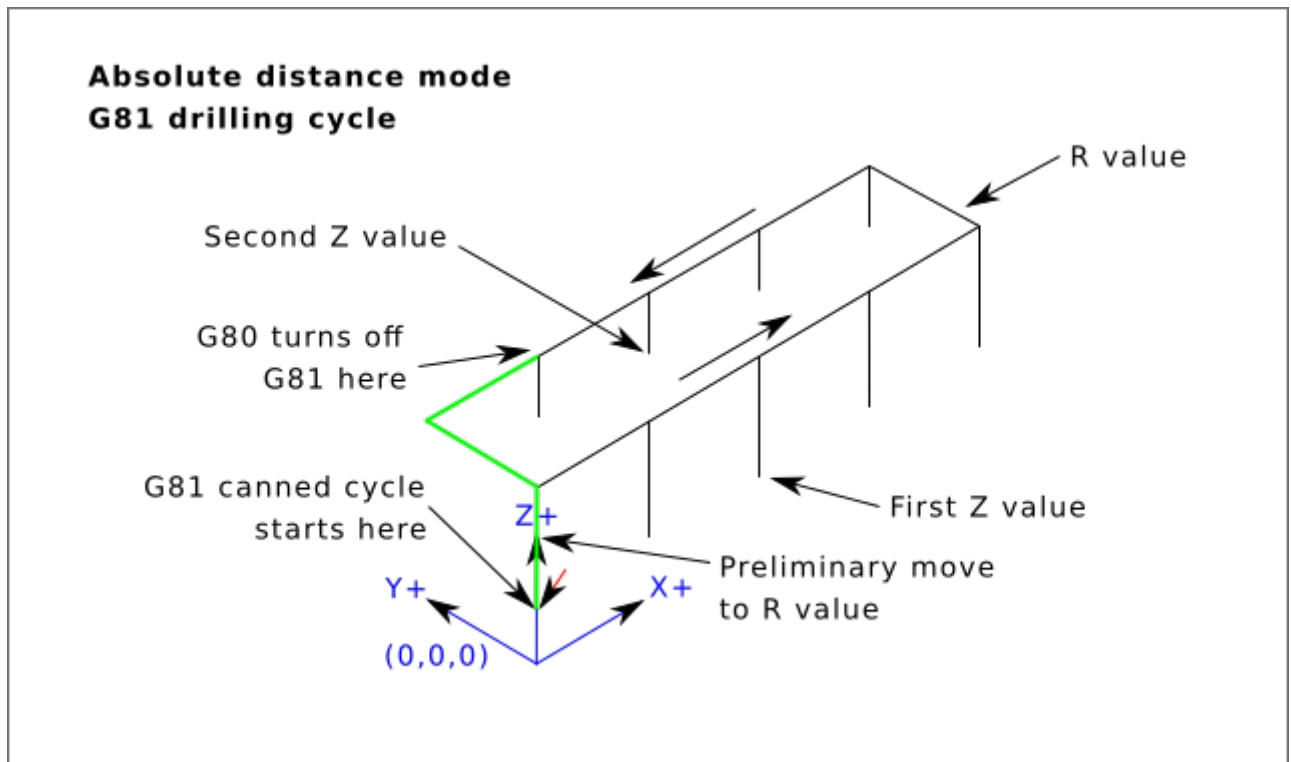 Absolute distance mode
G81 drilling cycle
R value
Second Z value
G80 turns off
G81 here
G81 canned cycle
starts here
Z+
First Z value
Preliminary move
to R value
Y+
X+
(0,0,0)